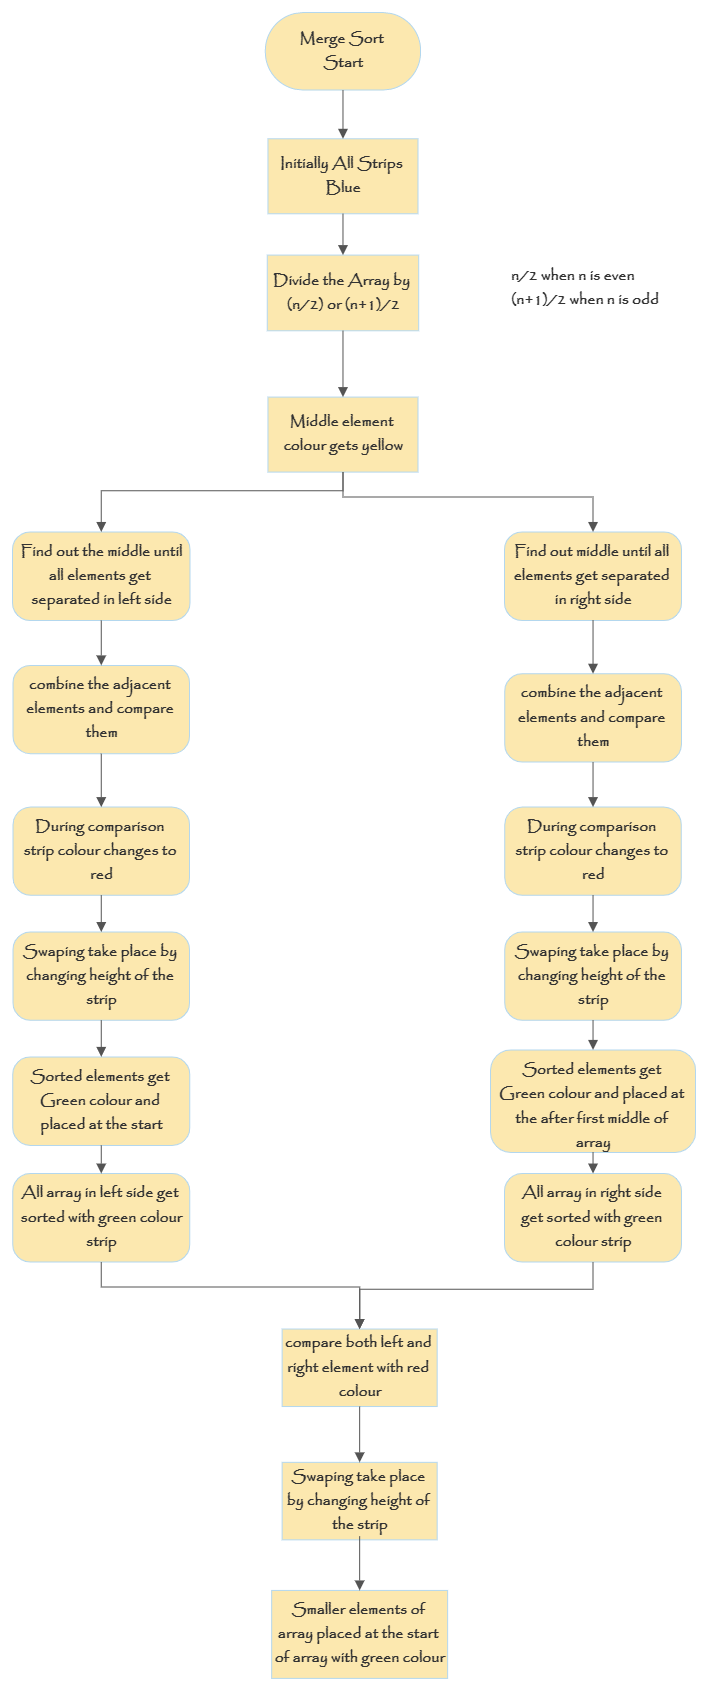 Merge Sort
Start
Initially All Strips
Blue
Divide the Array by
(n/2) or (n+1)/2
n/2 when n is even
(n+1)/2 when n is odd
Middle element
colour gets yellow
Find out the middle until
all elements get
separated in left side
Find out middle until all
elements get separated
in right side
combine the adjacent
elements and compare
them
combine the adjacent
elements and compare
them
During comparison
strip colour changes to
red
During comparison
strip colour changes to
red
Swaping take place by
changing height of the
strip
Swaping take place by
changing height of the
strip
Sorted elements get
Green colour and
placed at the start
Sorted elements get
Green colour and placed at
the after first middle of
array
All array in left side get
sorted with green colour
strip
All array in right side
get sorted with green
colour strip
compare both left and
right element with red
colour
Swaping take place
by changing height of
the strip
Smaller elements of
array placed at the start
of array with green colour